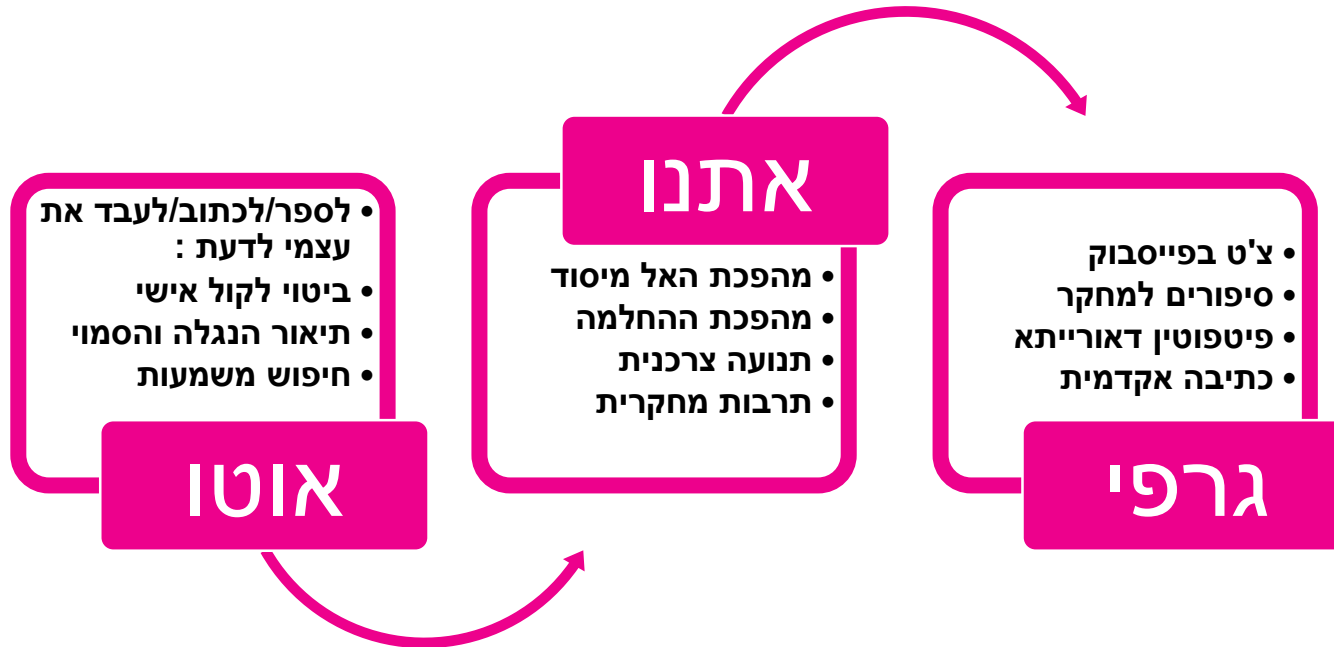 • לספר/לכתוב/לעבד את
עצמי לדעת :
• ביטוי לקול אישי
• תיאור הנגלה והסמוי
• חיפוש משמעות
אוטו
אתנו
• מהפכת האל מיסוד
• מהפכת ההחלמה
• תנועה צרכנית
• תרבות מחקרית
• צ'ט בפייסבוק
• סיפורים למחקר
• פיטפוטין דאורייתא
• כתיבה אקדמית
גרפי